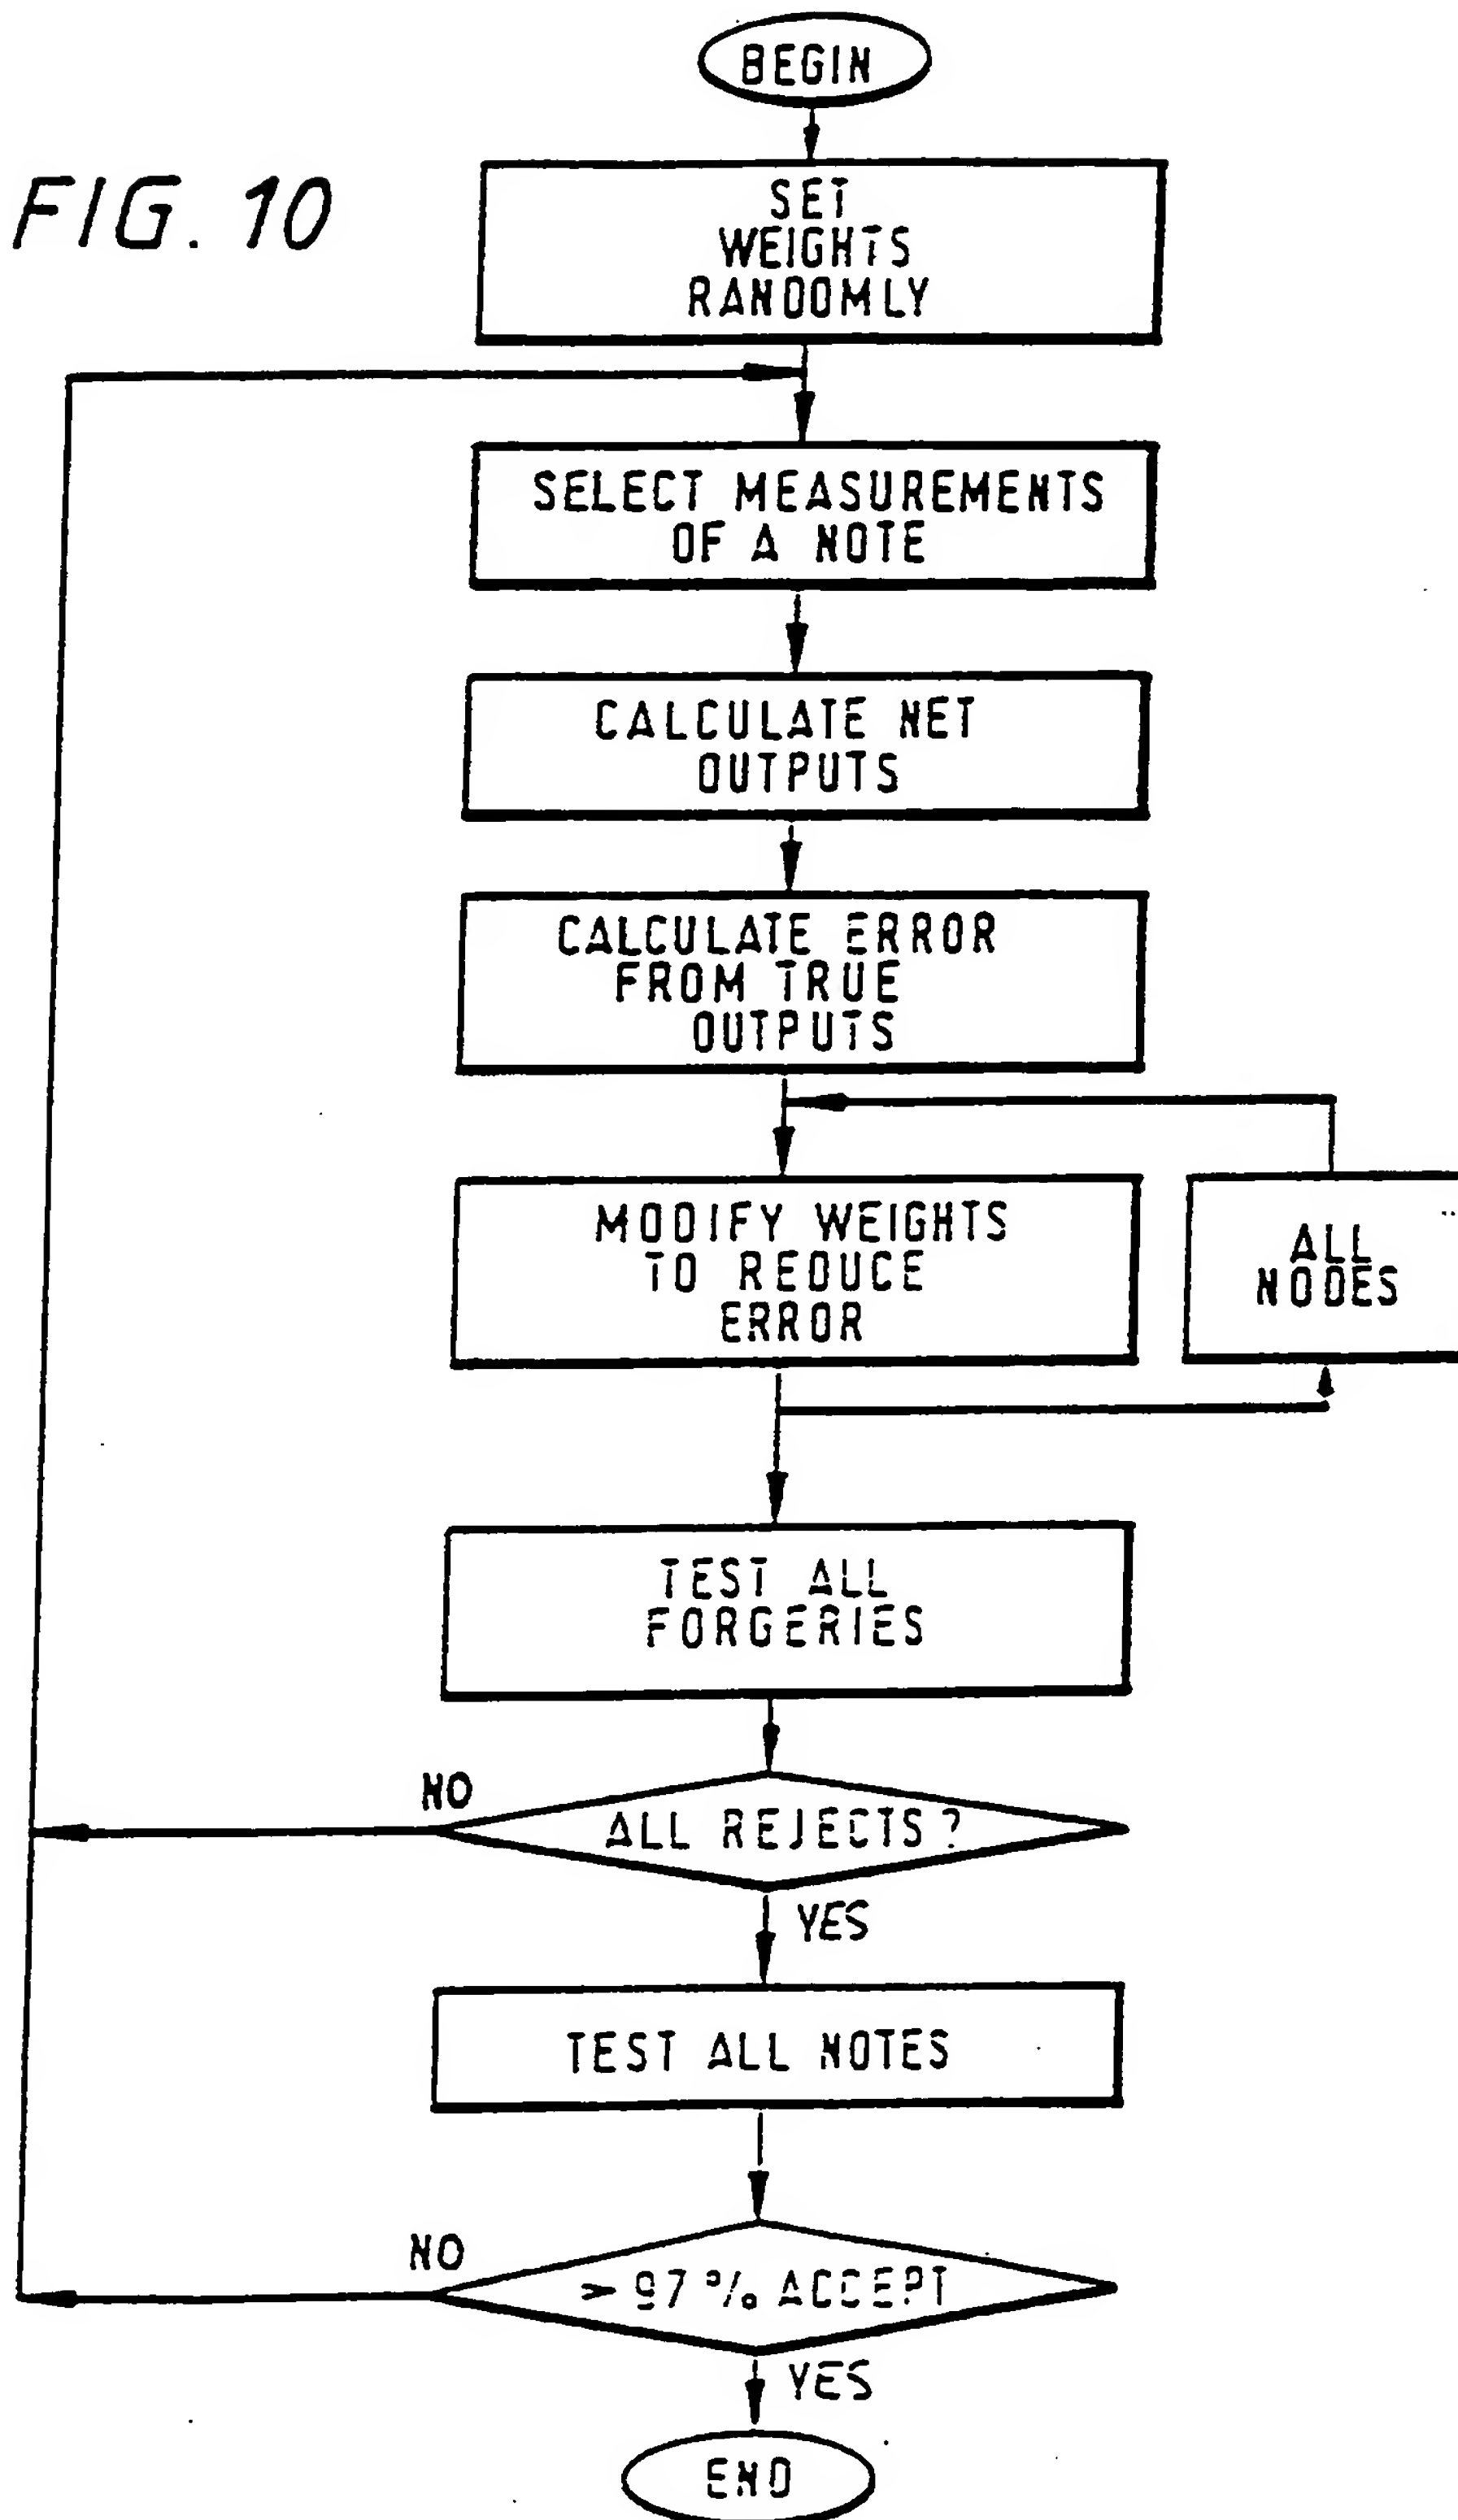 BEGIN
FIG. 10
SET
WEIGHTS
RANDOMLY
SELECT MEASUREMENTS
OF A NOTE
CALCULATE NET
OUTPUTS
CALCULATE ERROR
FROM TRUE
OUTPUTS
MODIFY WEIGHTS
TO REDUCE
ERROR
ALL
NODES
TEST ALL
FORGERIES
NO
ALL REJECTS?
YES
TEST ALL NOTES
NO
> 97% ACCEPT
YES
END